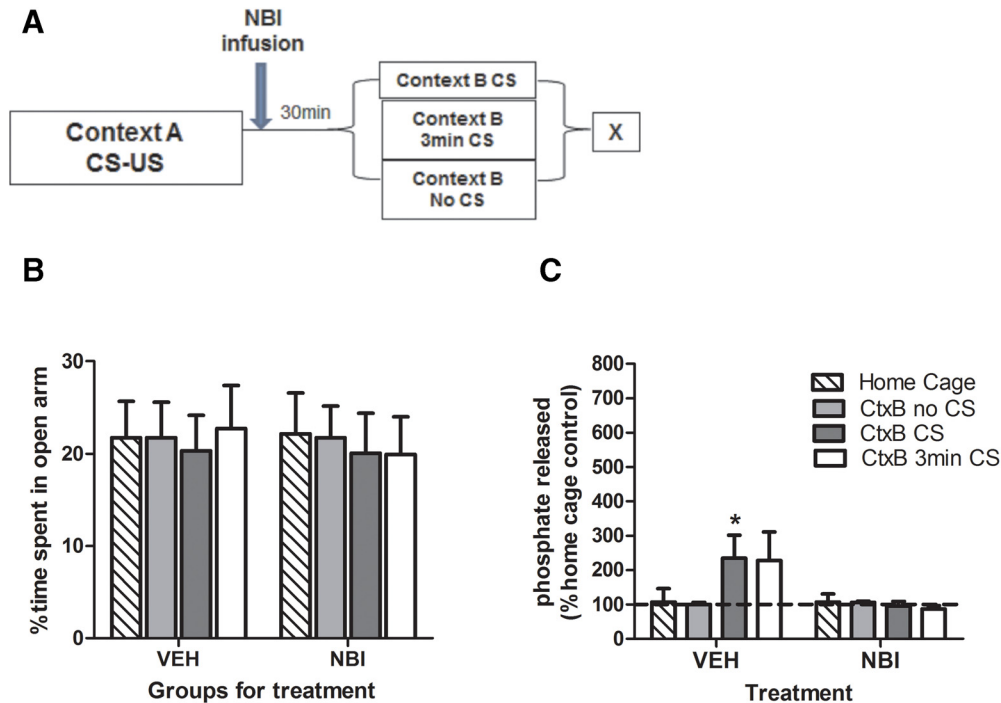 A
NBI
infusion
30min
Context A
CS-US
Context B CS
Context B
3min CS
Context B
No CS
X
B
%time spent in open arm
30
20
10
0
VEH
NBI
Groups for treatment
C
phosphate released
(% home cage control)
800
700
600
500
400
300
200
100
0
*
Home Cage
CtxB no CS
CtxB CS
CtxB 3min CS
VEH
NBI
Treatment